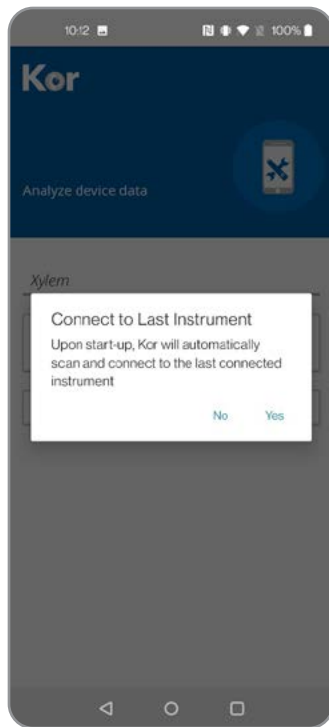 10:12 100%
Kor
Analyze device data
Xylem
Connect to Last Instrument
Upon start-up, Kor will automatically
scan and connect to the last connected
instrument
No Yes